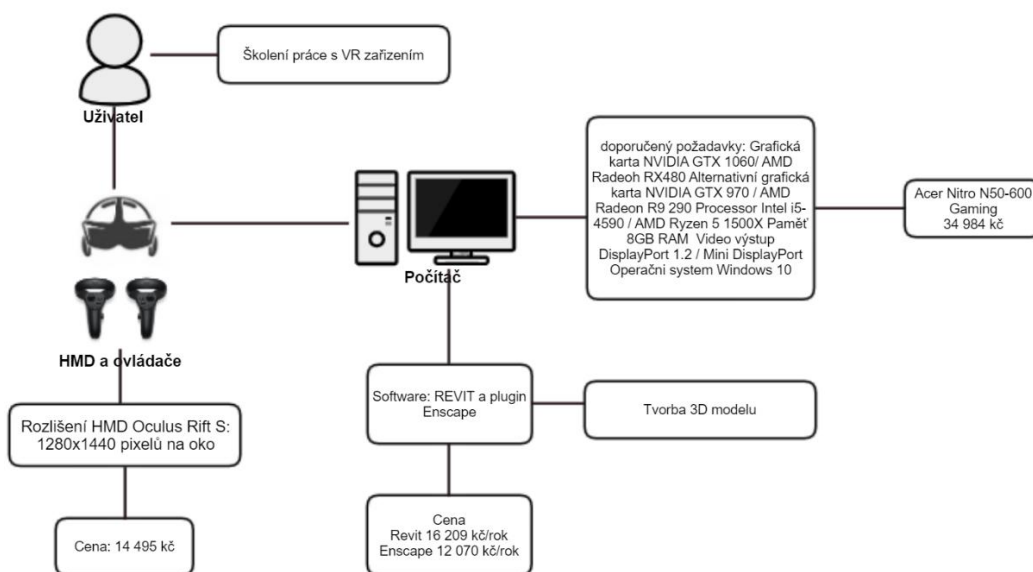 Školení práce s VR zařízením
Uživatel
doporučený požadavky: Grafická
karta NVIDIA GTX 1060/ AMD
Radeoh RX480 Alternativní grafická
karta NVIDIA GTX 970 / AMD
Radeon R9 290 Processor Intel i5-
4590 / AMD Ryzen 5 1500X Paměť
8GB RAM Video výstup
DisplayPort 1.2 / Mini DisplayPort
Operačni system Windows 10
Acer Nitro N50-600
Gaming
34 984 kč
Počítáč
HMD a ovládače
Software: REVIT a plugin
Enscape
Tvorba 3D modelu
Rozlišení HMD Oculus Rift S:
1280x1440 pixelů na oko
Cena: 14 495 kč
Cena
Revit 16 209 kč/rok
Enscape 12 070 kč/rok